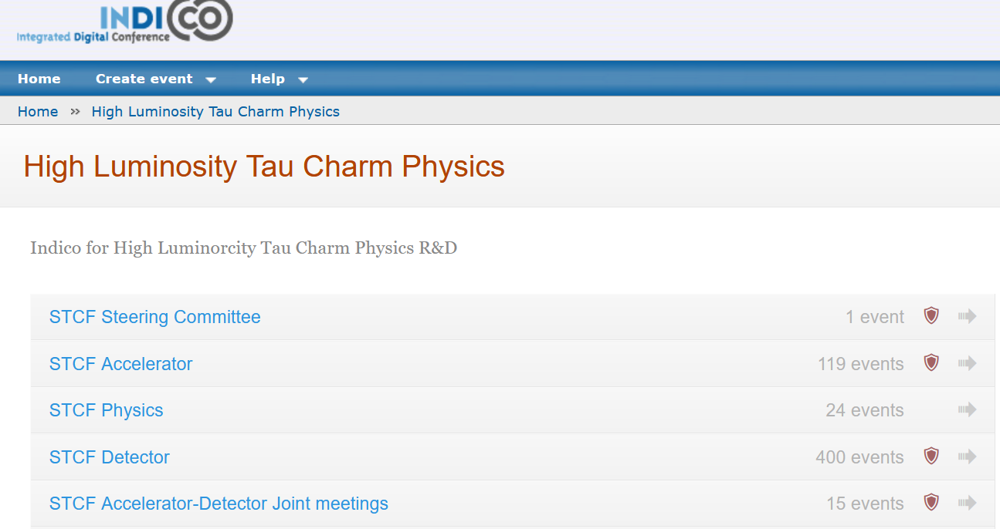 INDICO
Integrated Digital Conference
Home Create event Help
Home » High Luminosity Tau Charm Physics
High Luminosity Tau Charm Physics
Indico for High Luminorcity Tau Charm Physics R&D
STCF Steering Committee 1 event
STCF Accelerator 119 events
STCF Physics 24 events
STCF Detector 400 events
STCF Accelerator-Detector Joint meetings 15 events